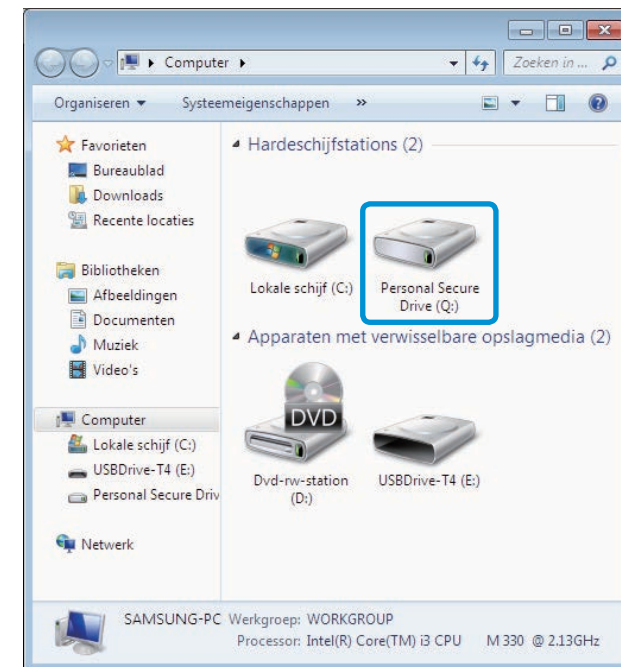 Computer
Zoeken in ...
Organiseren Systeemeigenschappen »
Favorieten
Bureaublad
Downloads
Recente locaties
Bibliotheken
Afbeeldingen
Documenten
Muziek
Video's
Computer
Lokale schijf (C:)
USBDrive-T4 (E:)
Personal Secure Driv
Netwerk
Hardeschijfstations (2)
Lokale schijf (C:)
Personal Secure
Drive (Q:)
Apparaten met verwisselbare opslagmedia (2)
DVD
Dvd-rw-station
(D:)
USBDrive-T4 (E:)
SAMSUNG-PC Werkgroep: WORKGROUP
Processor: Intel(R) Core(TM) i3 CPU M 330 @ 2.13GHz